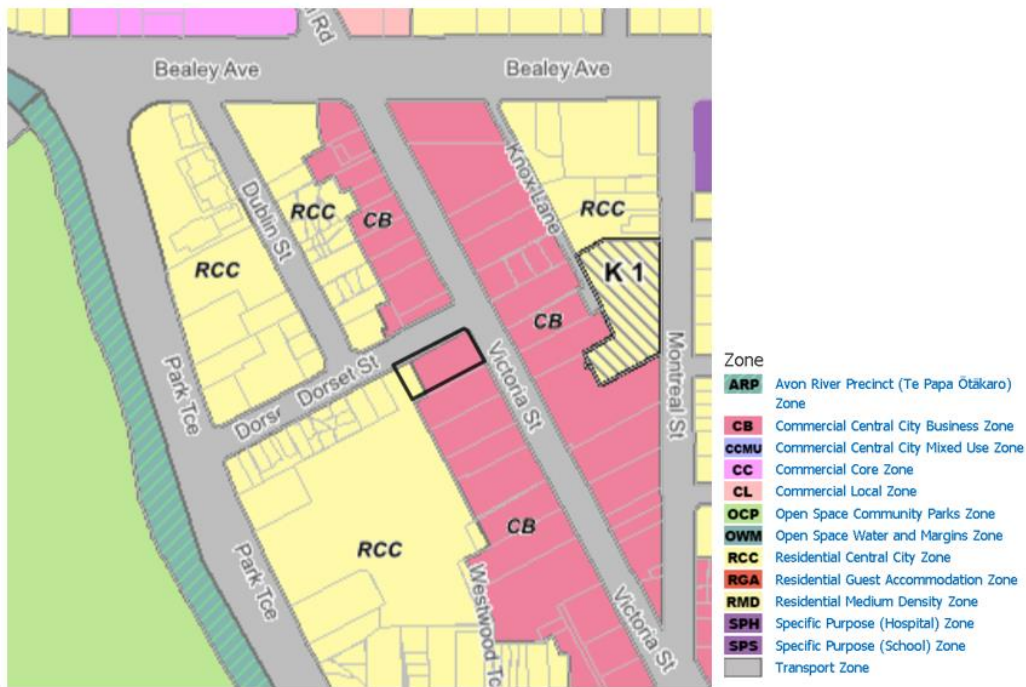 l Rd
Bealey Ave
Bealey Ave
Knox Lane
RCC
Dublin St
RCC
CB
RCC
K 1
CB
Park Tce
Dorset St
Dorsr
Victoria St
Montreal St
RCC
CB
Park Tce
Westwood Tc
Victoria St
Zone
ARP Avon River Precinct (Te Papa Ōtākaro)
Zone
CB Commercial Central City Business Zone
CCMU Commercial Central City Mixed Use Zone
CC Commercial Core Zone
CL Commercial Local Zone
OCP Open Space Community Parks Zone
OWM Open Space Water and Margins Zone
RCC Residential Central City Zone
RGA Residential Guest Accommodation Zone
RMD Residential Medium Density Zone
SPH Specific Purpose (Hospital) Zone
SPS Specific Purpose (School) Zone
Transport Zone